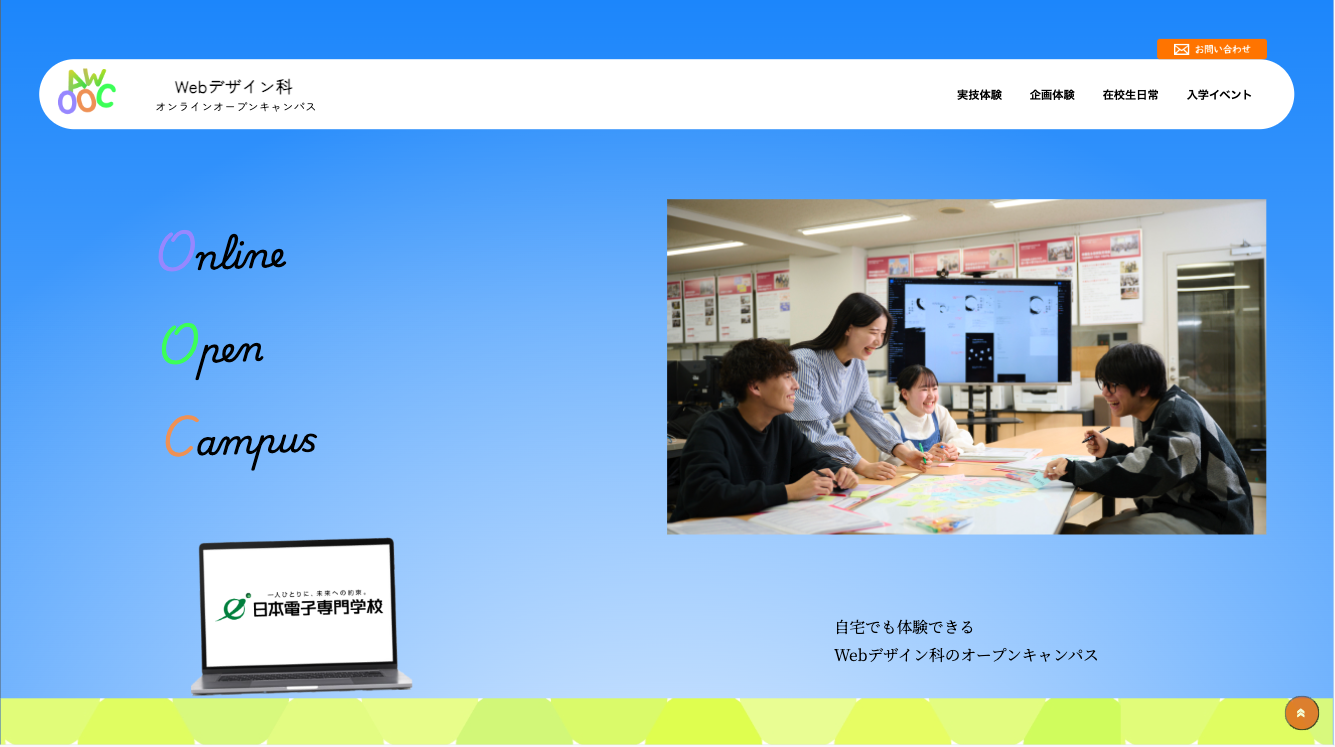 お問い合わせ
AW
OOC
Webデザイン科
オンラインオープンキャンパス
実技体験
企画体験
在校生日常
入学イベント
Online
Open
Campus
一人ひとりに、未来への約束。
日本電子専門学校
自宅でも体験できる
Webデザイン科のオープンキャンパス